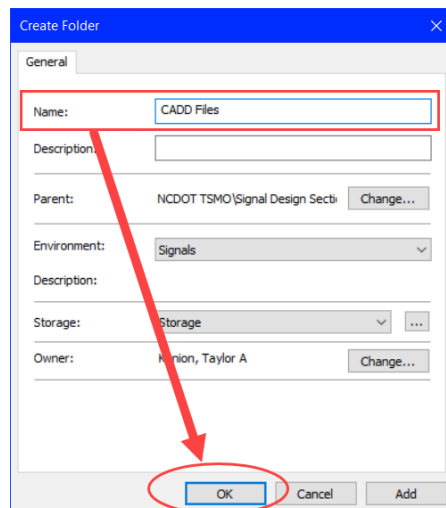 Create Folder
General
Name: CADD Files
Description:
Parent: NCDOT TSMO\Signal Design Secti Change...
Environment: Signals
Description:
Storage: Storage ...
Owner: Taylor A Change...
OK Cancel Add